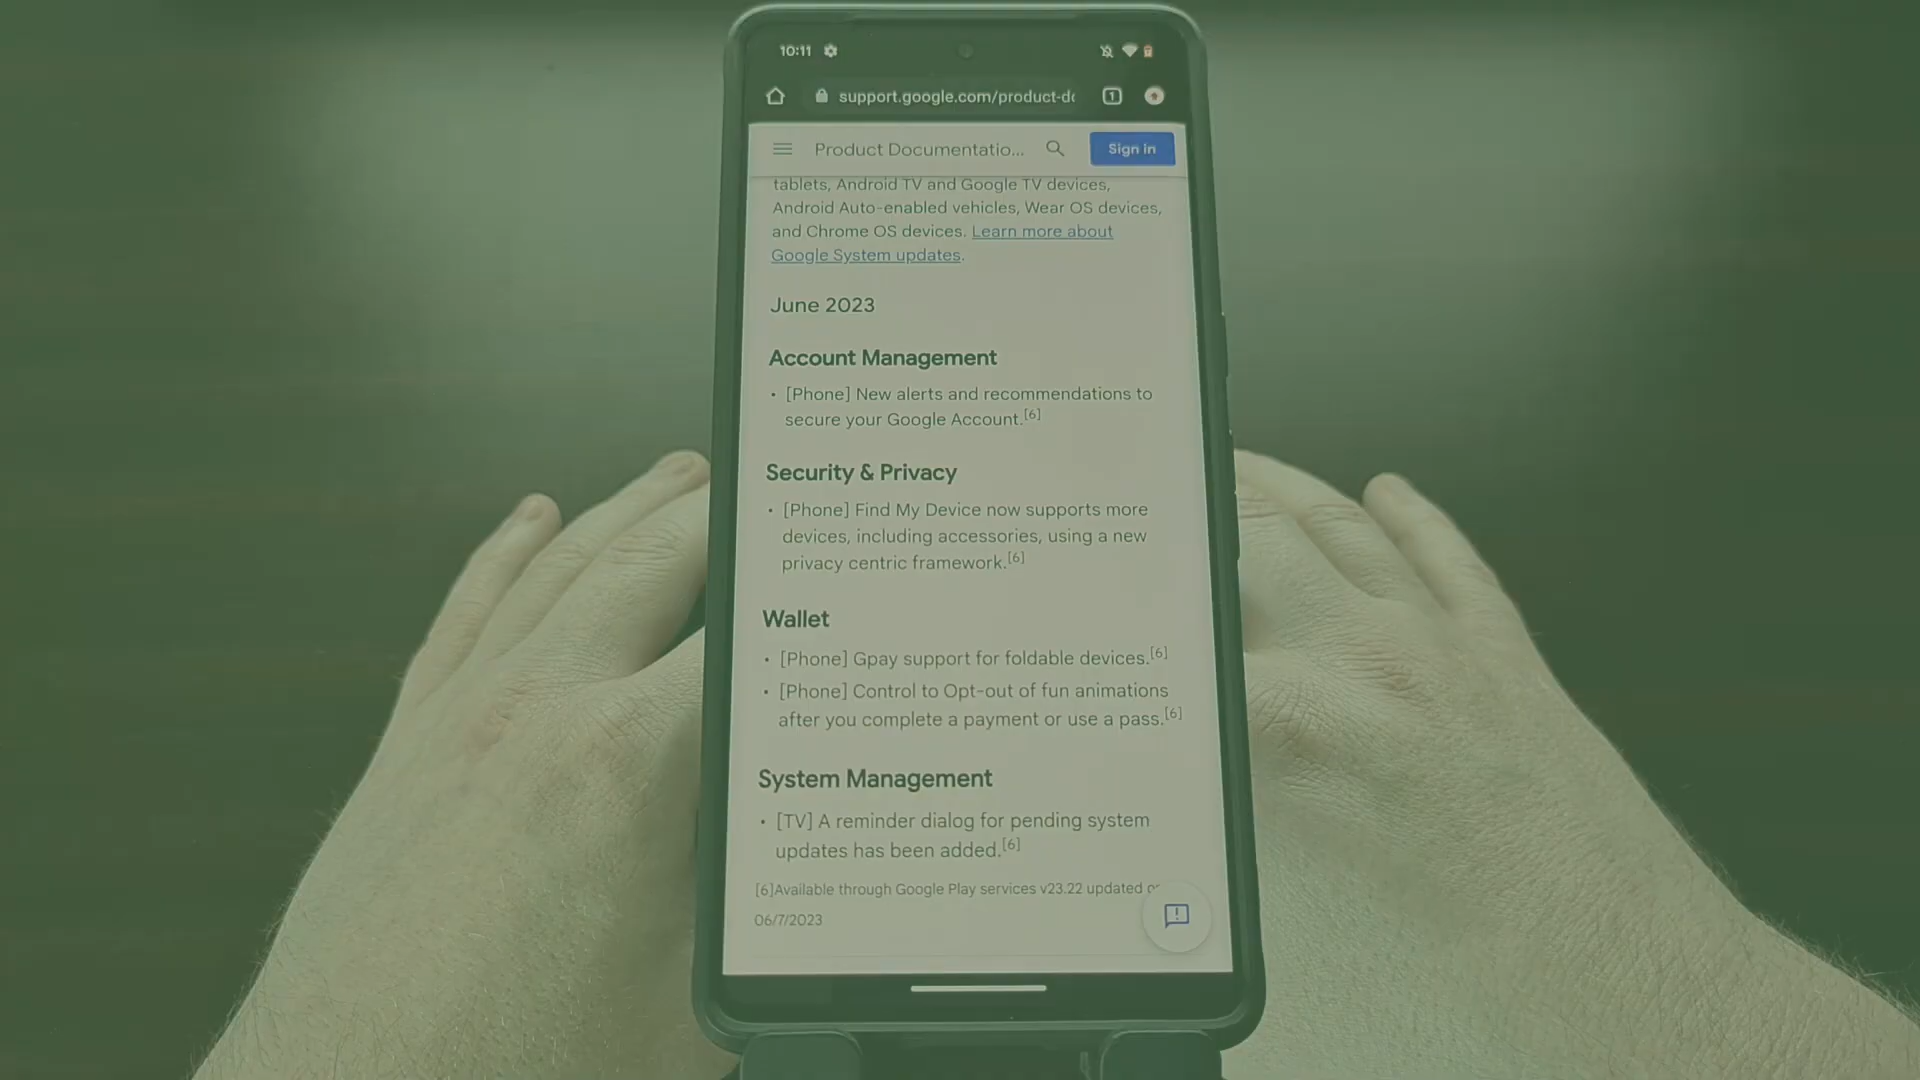 10:11
support.google.com/product-do
1
Product Documentatio...
Sign in
tablets, Android TV and Google TV devices,
Android Auto-enabled vehicles, Wear OS devices,
and Chrome OS devices. Learn more about
Google System updates.
June 2023
Account Management
• [Phone] New alerts and recommendations to
secure your Google Account.[6]
Security & Privacy
• [Phone] Find My Device now supports more
devices, including accessories, using a new
privacy centric framework.[6]
Wallet
• [Phone] Gpay support for foldable devices.[6]
• [Phone] Control to Opt-out of fun animations
after you complete a payment or use a pass.[6]
System Management
• [TV] A reminder dialog for pending system
updates has been added.[6]
[6]Available through Google Play services v23.22 updated
06/7/2023